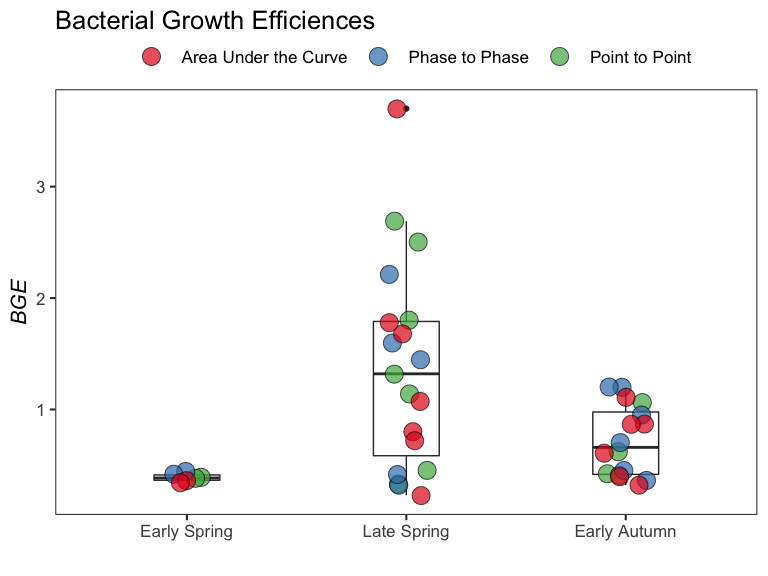 Bacterial Growth Efficiences
Area Under the Curve Phase to Phase Point to Point
3
2
1
BGE
Early Spring Late Spring Early Autumn